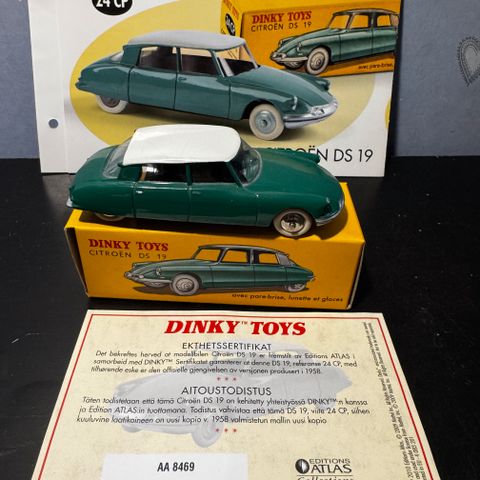 24 CP
DINKY TOYS
CITROËN DS 19
avec pare-brise,
CITROËN DS 19
DINKY TOYS
CITROËN DS 19
avec pare-brise, lunette et glaces
DINKY™ TOYS
EKTHETSSERTIFIKAT
Det bekreftes herved at modellbilen Citroën DS 19 er fremstilt av Editions ATLAS i
samarbeid med DINKY™. Sertifikatet garanterer at denne DS 19, referanse 24 CP, med
tilhørende eske er den offisielle gjengivelsen av versjonen produsert i 1958.
★ ★ ★
AITOUSTODISTUS
Täten todistetaan että tämä Citroën DS 19 on kehitetty yhteistyössä DINKY™:n kanssa
ja Edition ATLAS:in tuottamana. Todistus vahvistaa että tämä DS 19, viite 24 CP, siihen
kuuluvine laatikoineen on uusi kopio v. 1958 valmistetun mallin uusi kopio
★ ★ ★
AA 8469
EDITIONS
ATLAS
Collections